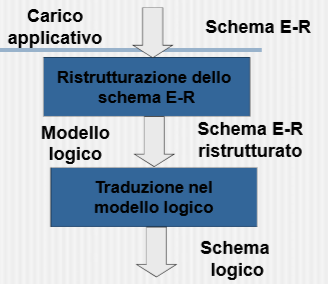 Carico
applicativo
Schema E-R
Ristrutturazione dello
schema E-R
Modello
logico
Schema E-R
ristrutturato
Traduzione nel
modello logico
Schema
logico